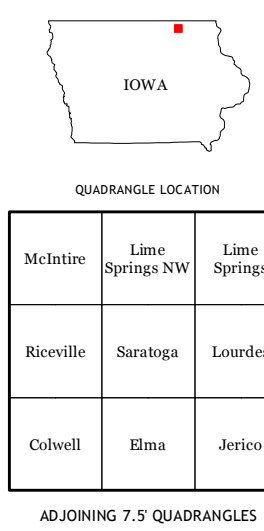 IOWA
QUADRANGLE LOCATION
McIntire
Lime
Springs NW
Lime
Springs
Riceville
Saratoga
Lourdes
Colwell
Elma
Jerico
ADJOINING 7.5' QUADRANGLES